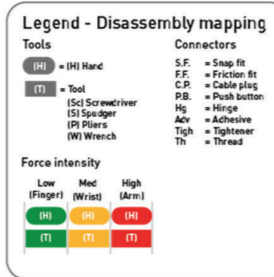 Legend - Disassembly mapping
Tools
(H) = (H) Hand
(T) = Tool
(Sc) Screwdriver
(S) Spudger
(P) Pliers
(W) Wrench
Connectors
S.F. = Snap fit
F.F. = Friction fit
C.P. = Cable plug
P.B. = Push button
Hg = Hinge
Adv = Adhesive
Tigh = Tightener
Th = Thread
Force intensity
Low Med High
(Finger) (Wrist) (Arm)
(H) (H) (H)
(T) (T) (T)